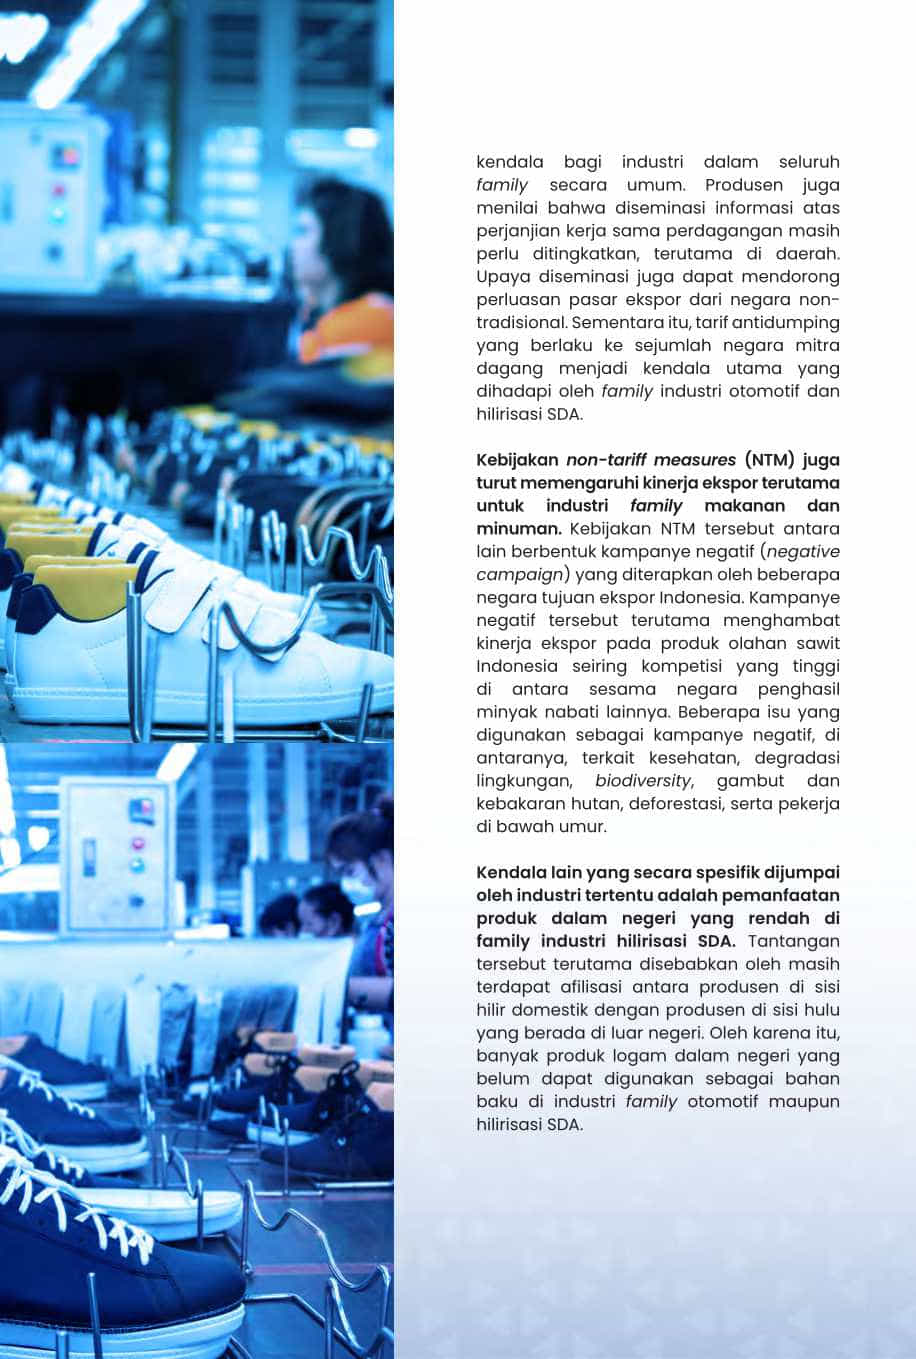 kendala bagi industri dalam seluruh
family secara umum. Produsen juga
menilai bahwa diseminasi informasi atas
perjanjian kerja sama perdagangan masih
perlu ditingkatkan, terutama di daerah.
Upaya diseminasi juga dapat mendorong
perluasan pasar ekspor dari negara non-
tradisional. Sementara itu, tarif antidumping
yang berlaku ke sejumlah negara mitra
dagang menjadi kendala utama yang
dihadapi oleh family industri otomotif dan
hilirisasi SDA.
Kebijakan non-tariff measures (NTM) juga
turut memengaruhi kinerja ekspor terutama
untuk industri family makanan dan
minuman. Kebijakan NTM tersebut antara
lain berbentuk kampanye negatif (negative
campaign) yang diterapkan oleh beberapa
negara tujuan ekspor Indonesia. Kampanye
negatif tersebut terutama menghambat
kinerja ekspor pada produk olahan sawit
Indonesia seiring kompetisi yang tinggi
di antara sesama negara penghasil
minyak nabati lainnya. Beberapa isu yang
digunakan sebagai kampanye negatif, di
antaranya, terkait kesehatan, degradasi
lingkungan, biodiversity, gambut dan
kebakaran hutan, deforestasi, serta pekerja
di bawah umur.
Kendala lain yang secara spesifik dijumpai
oleh industri tertentu adalah pemanfaatan
produk dalam negeri yang rendah di
family industri hilirisasi SDA. Tantangan
tersebut terutama disebabkan oleh masih
terdapat afilisasi antara produsen di sisi
hilir domestik dengan produsen di sisi hulu
yang berada di luar negeri. Oleh karena itu,
banyak produk logam dalam negeri yang
belum dapat digunakan sebagai bahan
baku di industri family otomotif maupun
hilirisasi SDA.